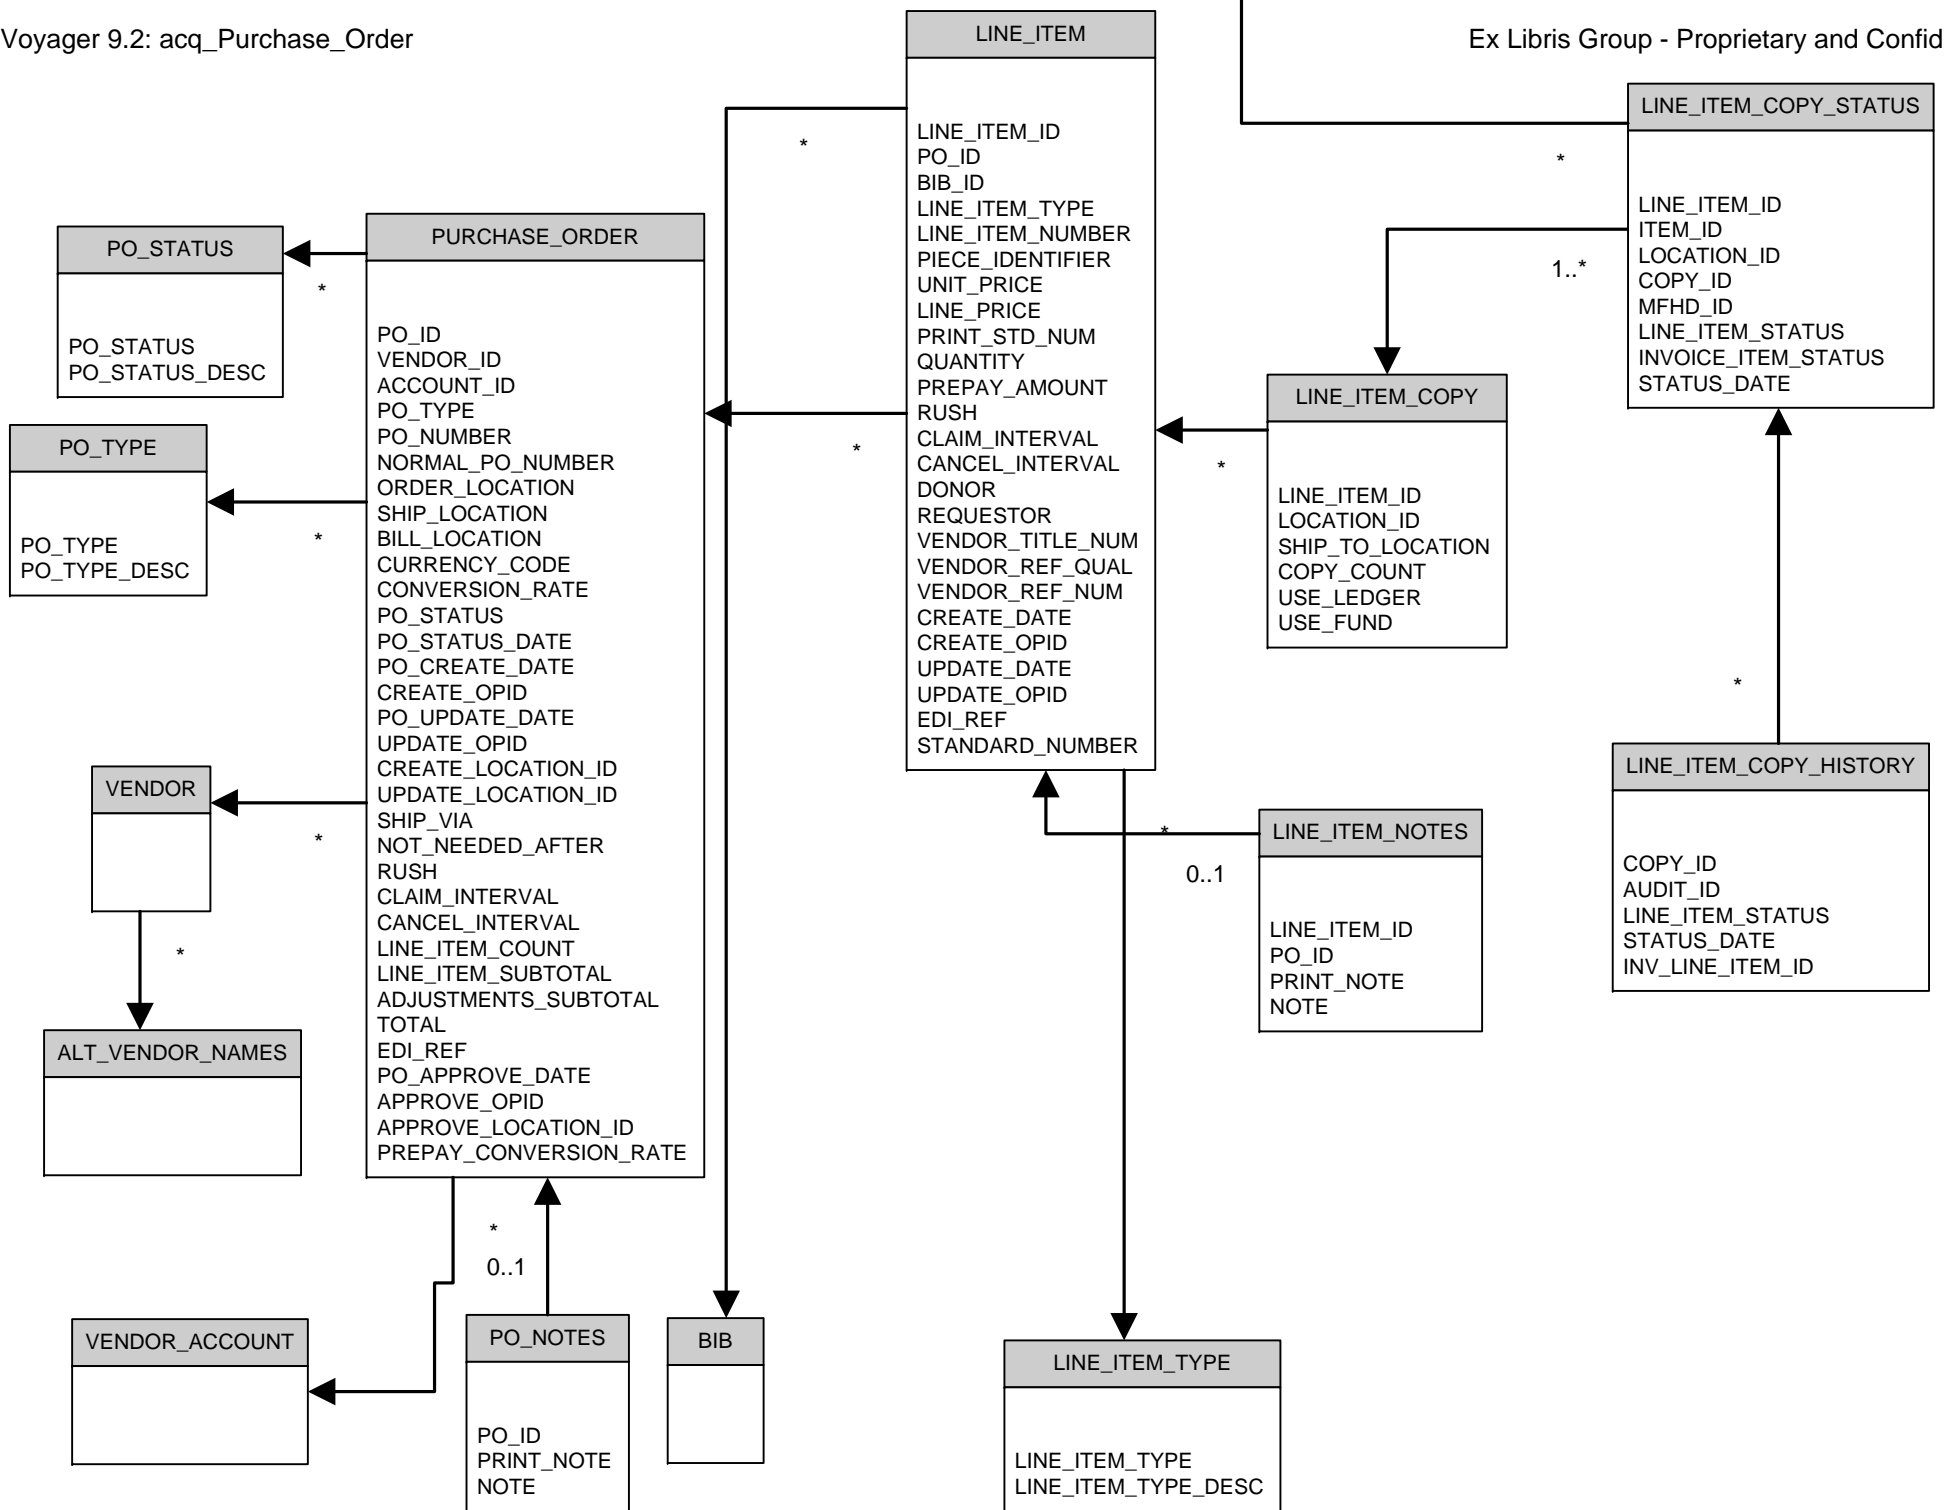 Voyager 9.2: acq_Purchase_Order
Ex Libris Group - Proprietary and Confid
LINE_ITEM
LINE_ITEM_ID
PO_ID
BIB_ID
LINE_ITEM_TYPE
LINE_ITEM_NUMBER
PIECE_IDENTIFIER
UNIT_PRICE
LINE_PRICE
PRINT_STD_NUM
QUANTITY
PREPAY_AMOUNT
RUSH
CLAIM_INTERVAL
CANCEL_INTERVAL
DONOR
REQUESTOR
VENDOR_TITLE_NUM
VENDOR_REF_QUAL
VENDOR_REF_NUM
CREATE_DATE
CREATE_OPID
UPDATE_DATE
UPDATE_OPID
EDI_REF
STANDARD_NUMBER
*
*
LINE_ITEM_COPY_STATUS
LINE_ITEM_ID
ITEM_ID
LOCATION_ID
COPY_ID
MFHD_ID
LINE_ITEM_STATUS
INVOICE_ITEM_STATUS
STATUS_DATE
*
1..*
PO_STATUS
PO_STATUS
PO_STATUS_DESC
*
PURCHASE_ORDER
PO_ID
VENDOR_ID
ACCOUNT_ID
PO_TYPE
PO_NUMBER
NORMAL_PO_NUMBER
ORDER_LOCATION
SHIP_LOCATION
BILL_LOCATION
CURRENCY_CODE
CONVERSION_RATE
PO_STATUS
PO_STATUS_DATE
PO_CREATE_DATE
CREATE_OPID
PO_UPDATE_DATE
UPDATE_OPID
CREATE_LOCATION_ID
UPDATE_LOCATION_ID
SHIP_VIA
NOT_NEEDED_AFTER
RUSH
CLAIM_INTERVAL
CANCEL_INTERVAL
LINE_ITEM_COUNT
LINE_ITEM_SUBTOTAL
ADJUSTMENTS_SUBTOTAL
TOTAL
EDI_REF
PO_APPROVE_DATE
APPROVE_OPID
APPROVE_LOCATION_ID
PREPAY_CONVERSION_RATE
PO_TYPE
PO_TYPE
PO_TYPE_DESC
*
LINE_ITEM_COPY
LINE_ITEM_ID
LOCATION_ID
SHIP_TO_LOCATION
COPY_COUNT
USE_LEDGER
USE_FUND
*
*
LINE_ITEM_COPY_HISTORY
COPY_ID
AUDIT_ID
LINE_ITEM_STATUS
STATUS_DATE
INV_LINE_ITEM_ID
VENDOR
*
*
ALT_VENDOR_NAMES
LINE_ITEM_NOTES
LINE_ITEM_ID
PO_ID
PRINT_NOTE
NOTE
*
0..1
*
0..1
VENDOR_ACCOUNT
PO_NOTES
PO_ID
PRINT_NOTE
NOTE
BIB
LINE_ITEM_TYPE
LINE_ITEM_TYPE
LINE_ITEM_TYPE_DESC